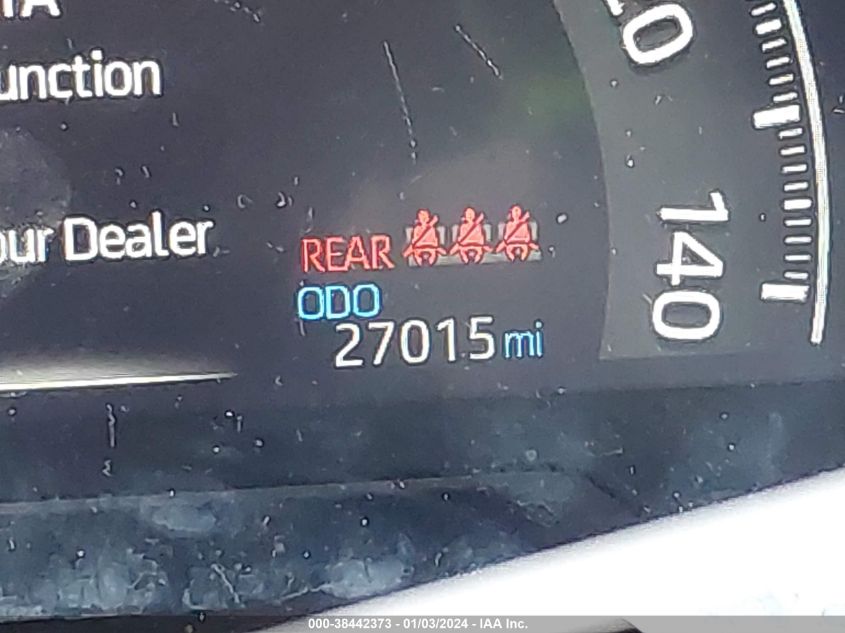 unction
our Dealer
REAR
ODO
27015 mi
140
000-38442373 - 01/03/2024 - IAA Inc.